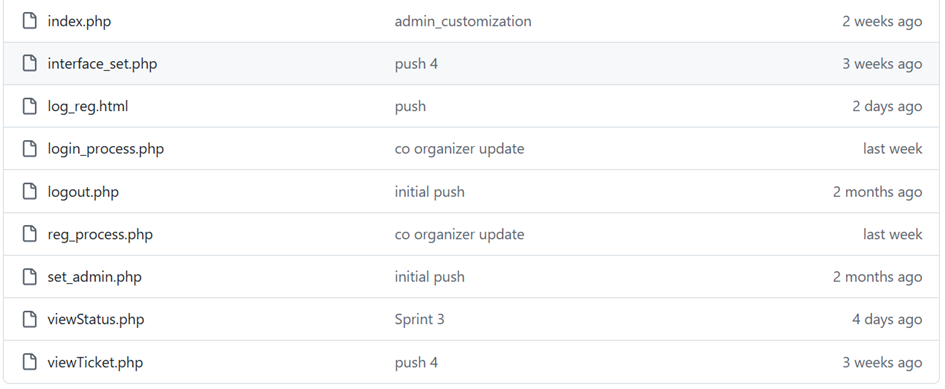 index.php admin_customization 2 weeks ago
interface_set.php push 4 3 weeks ago
log_reg.html push 2 days ago
login_process.php co organizer update last week
logout.php initial push 2 months ago
reg_process.php co organizer update last week
set_admin.php initial push 2 months ago
viewStatus.php Sprint 3 4 days ago
viewTicket.php push 4 3 weeks ago